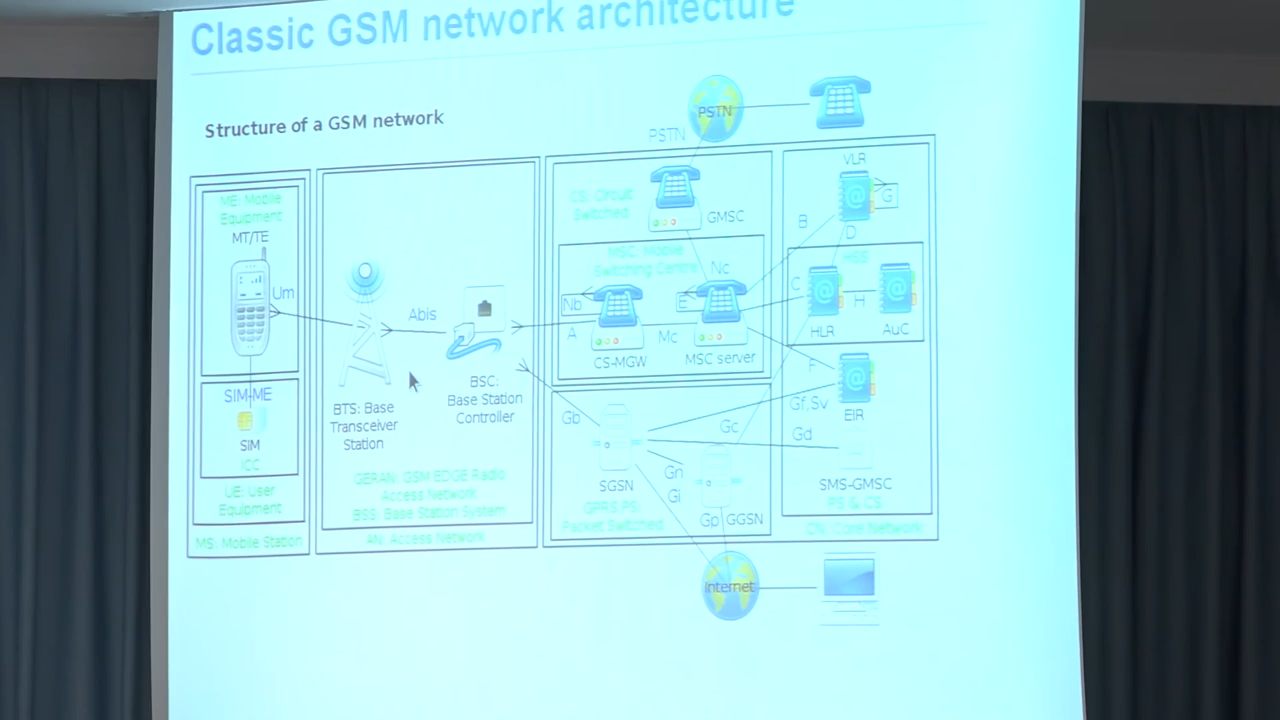 Classic GSM network architecture
Structure of a GSM network
PSTN
PSTN
ME: Mobile
Equipment
MT/TE
Um
SIM-ME
SIM
ICC
UE: User
Equipment
MS: Mobile Station
Abis
BTS: Base
Transceiver
Station
BSC:
Base Station
Controller
GERAN: GSM EDGE Radio
Access Network
BSS: Base Station System
AN: Access Network
CS: Circuit
Switched
GMSC
MSC: Mobile
Switching Centre
Nc
Nb
E
A
Mc
CS-MGW
MSC server
Gb
SGSN
GPRS PS:
Packet Switched
Gc
Gn
Gi
Gp
GGSN
VLR
G
B
D
HSS
C
H
HLR
AuC
F
Gf,Sv
EIR
Gd
SMS-GMSC
PS & CS
CN: Core Network
Internet